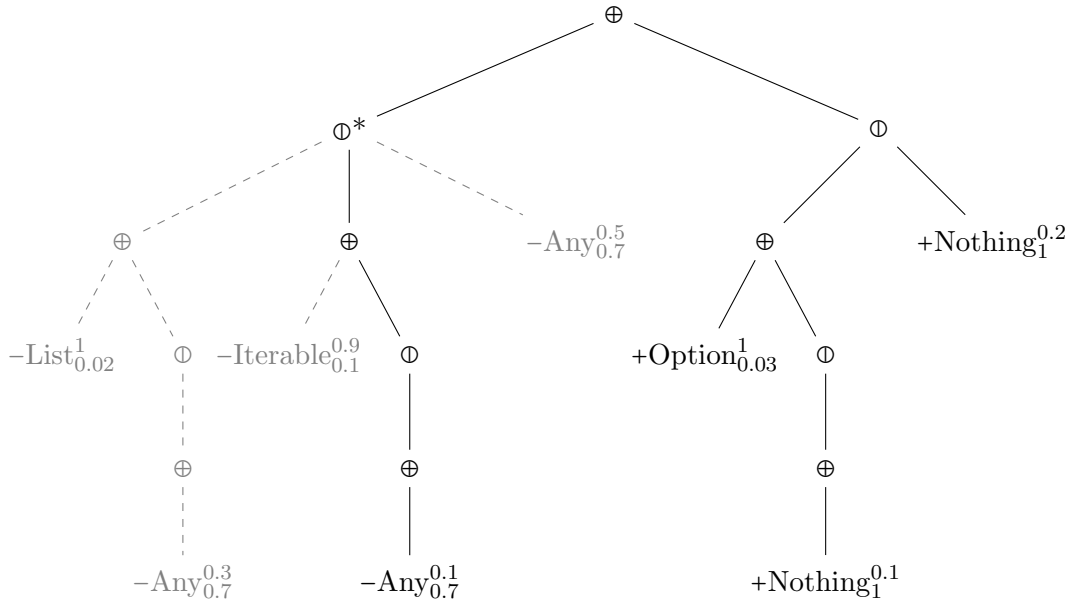 ⊕
⦶* ⦶
⊕ ⊕ −Any^0.5_0.7 ⊕ +Nothing^0.2_1
−List^1_0.02 ⦶ −Iterable^0.9_0.1 ⦶ +Option^1_0.03 ⦶
⊕ ⊕ ⊕
−Any^0.3_0.7 −Any^0.1_0.7 +Nothing^0.1_1